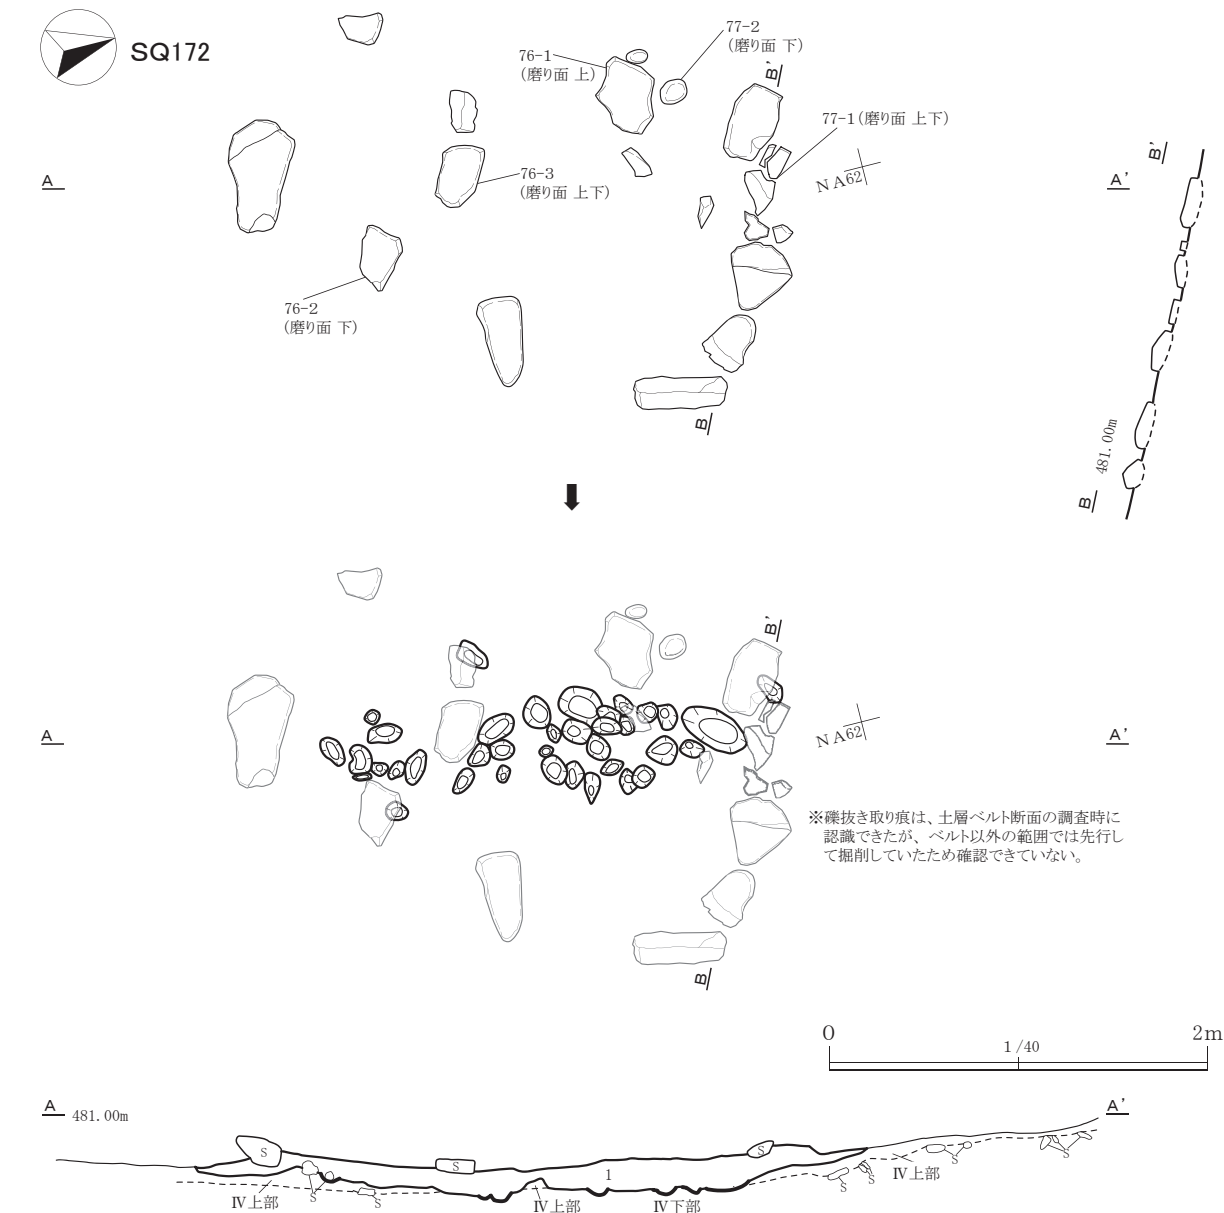 SQ172
77-2
(磨り面 下)
76-1
(磨り面 上)
B'
77-1(磨り面 上下)
76-3
(磨り面 上下)
NA62
A
A'
B'
76-2
(磨り面 下)
B
481.00m
B
B'
A
NA62
A'
※礫抜き取り痕は、土層ベルト断面の調査時に
認識できたが、ベルト以外の範囲では先行し
て掘削していたため確認できていない。
B
0
1/40
2m
A
481.00m
A'
S
S
S
1
S
S
S
S
S
S
Ⅳ上部
Ⅳ上部
Ⅳ下部
Ⅳ上部